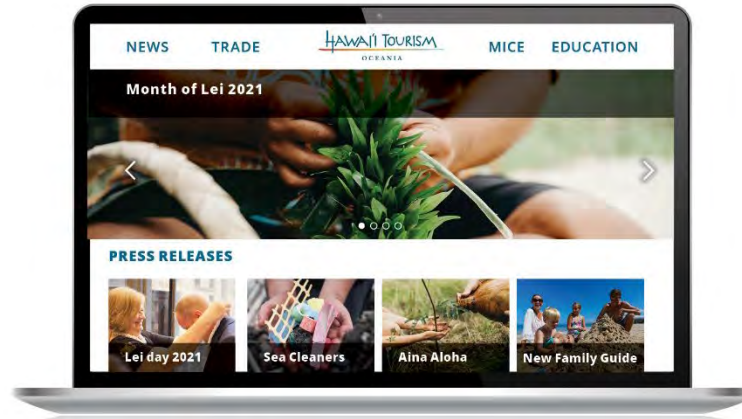 NEWS TRADE HAWAI'I TOURISM MICE EDUCATION
OCEANIA
Month of Lei 2021
PRESS RELEASES
Lei day 2021 Sea Cleaners Aina Aloha New Family Guide